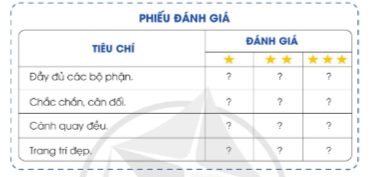 PHIẾU ĐÁNH GIÁ
TIÊU CHÍ
ĐÁNH GIÁ
★ ★★ ★★★
Đầy đủ các bộ phận. ? ? ?
Chắc chắn, cân đối. ? ? ?
Cánh quay đều. ? ? ?
Trang trí đẹp. ? ? ?